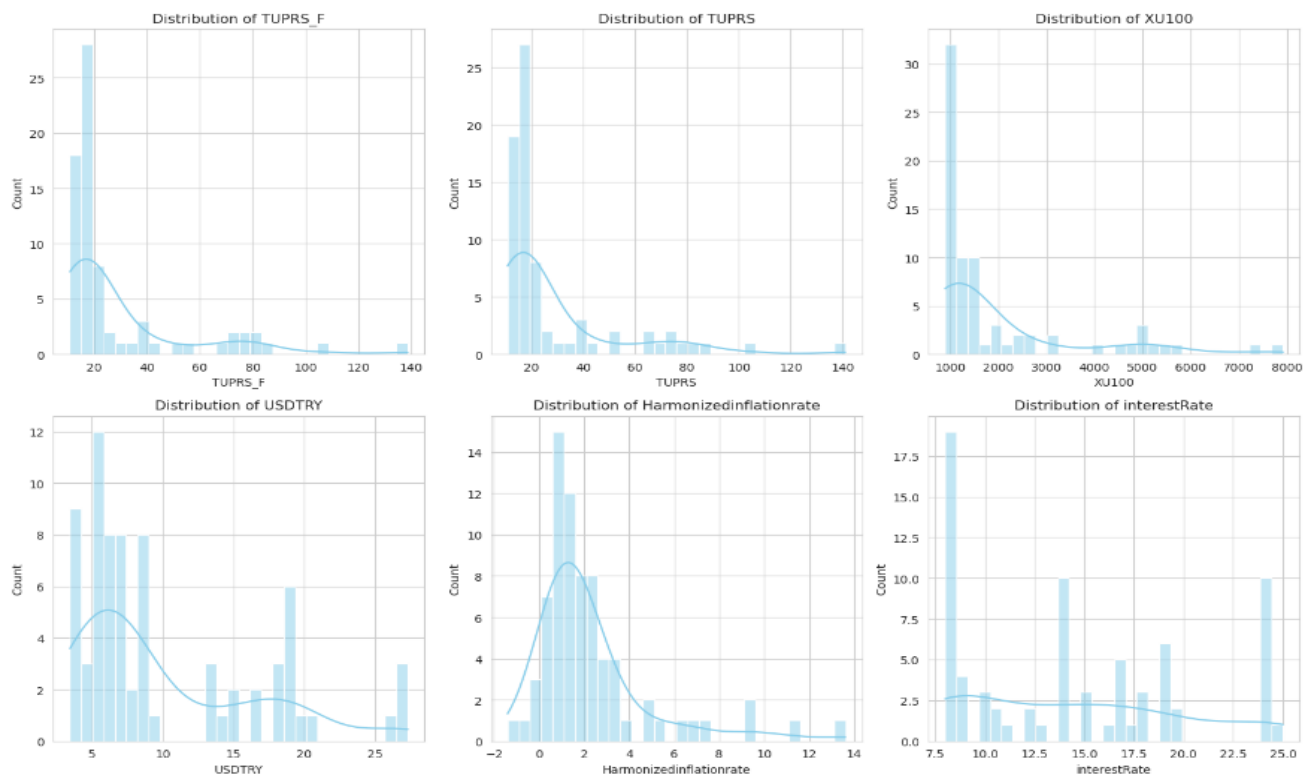 Distribution of TUPRS_F
Count
25
20
15
10
5
0
20 40 60 80 100 120 140
TUPRS_F
Distribution of TUPRS
Count
25
20
15
10
5
0
20 40 60 80 100 120 140
TUPRS
Distribution of XU100
Count
30
25
20
15
10
5
0
1000 2000 3000 4000 5000 6000 7000 8000
XU100
Distribution of USDTRY
Count
12
10
8
6
4
2
0
5 10 15 20 25
USDTRY
Distribution of Harmonizedinflationrate
Count
14
12
10
8
6
4
2
0
−2 0 2 4 6 8 10 12 14
Harmonizedinflationrate
Distribution of interestRate
Count
17.5
15.0
12.5
10.0
7.5
5.0
2.5
0.0
7.5 10.0 12.5 15.0 17.5 20.0 22.5 25.0
interestRate